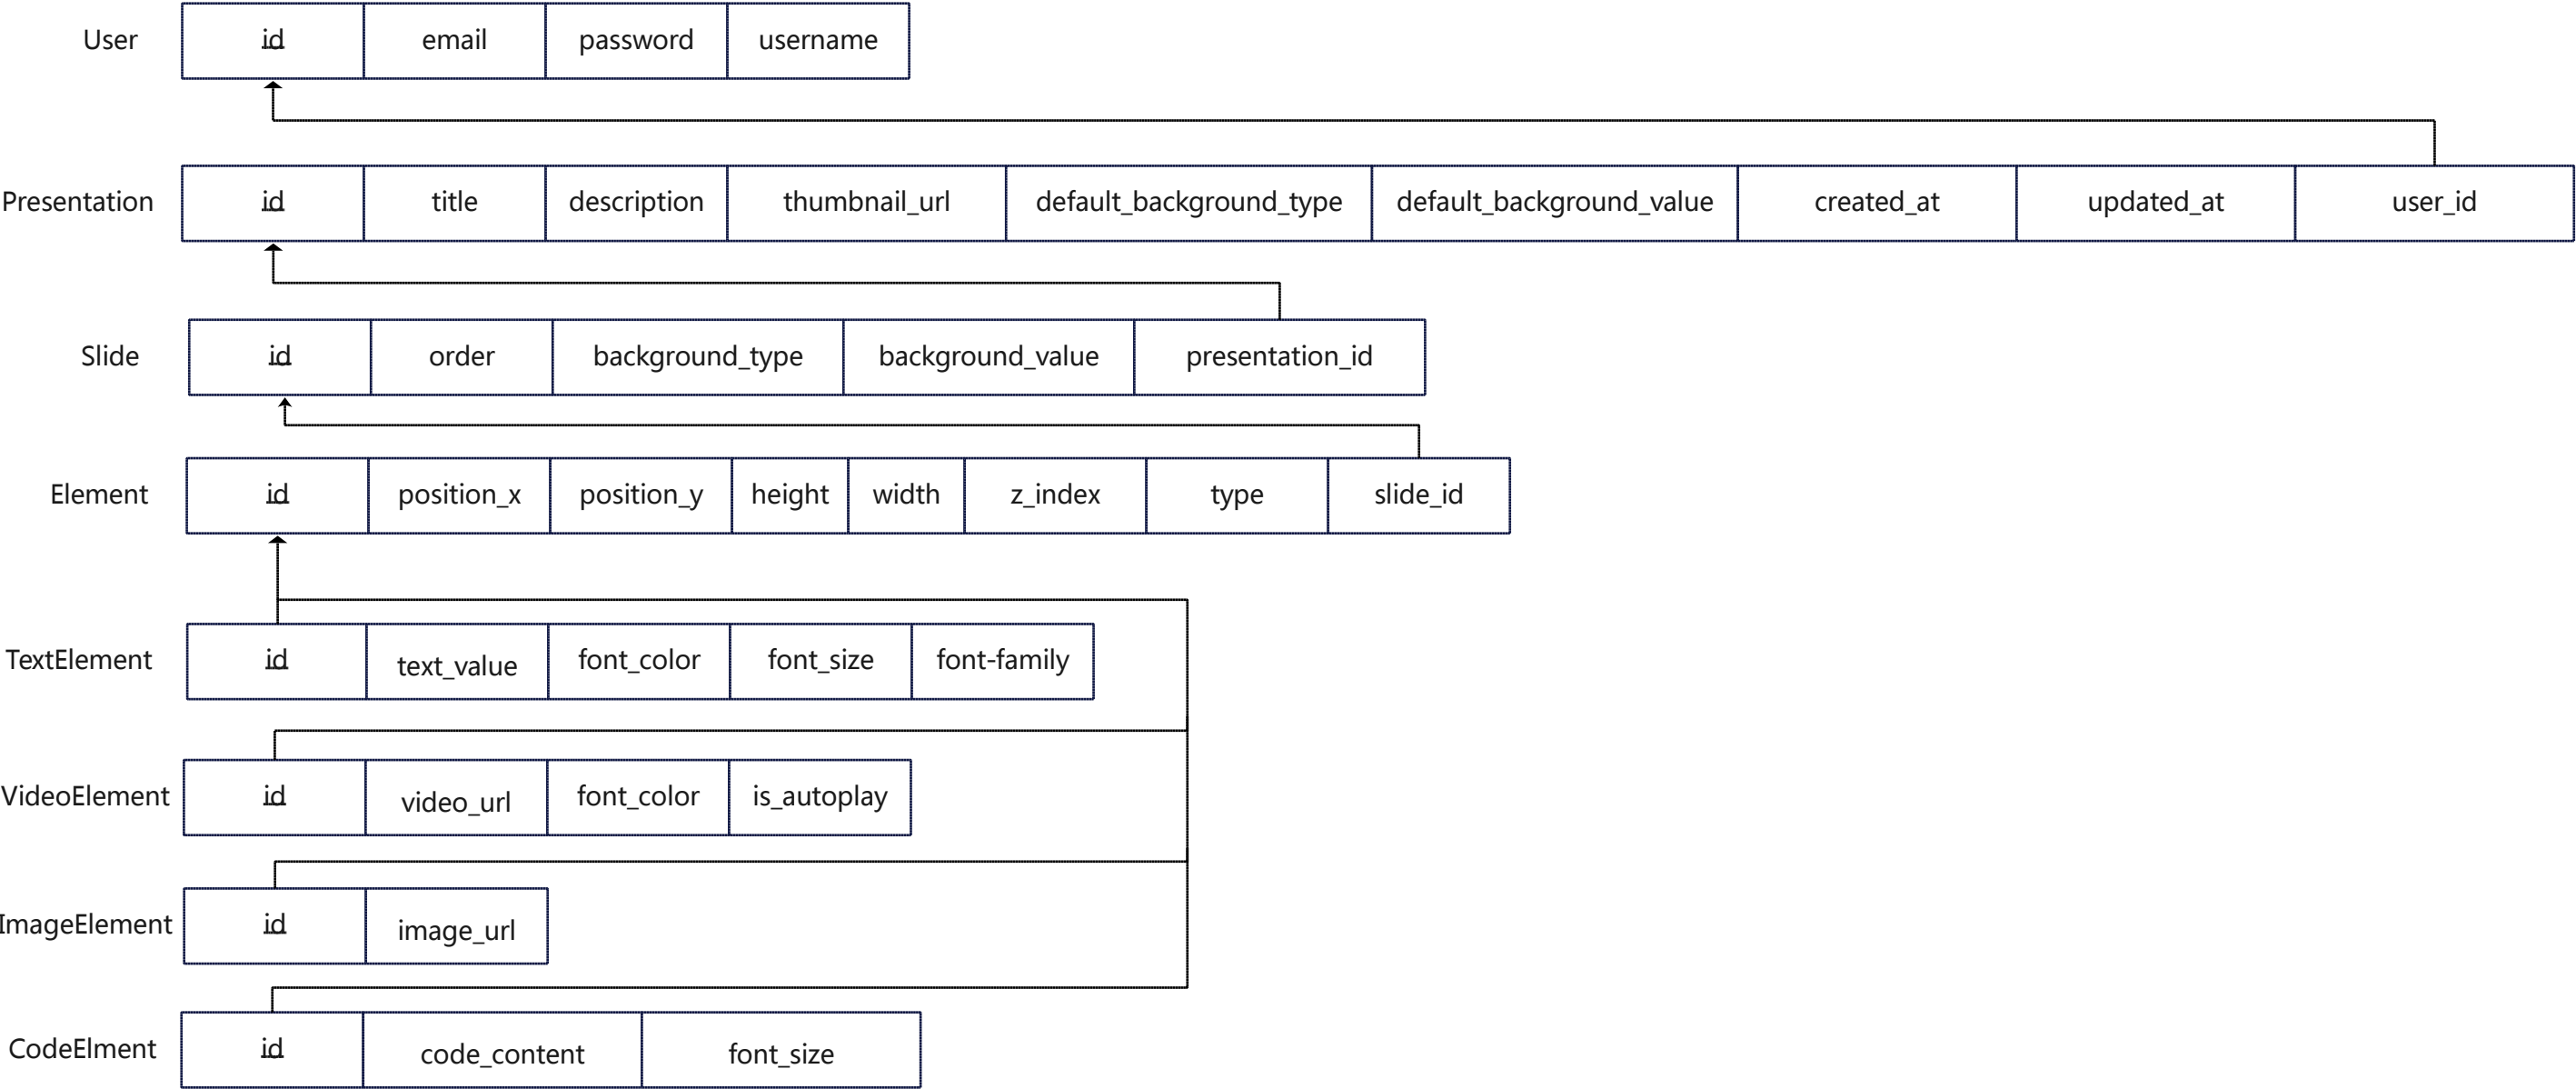 User id email password username
Presentation id title description thumbnail_url default_background_type default_background_value created_at updated_at user_id
Slide id order background_type background_value presentation_id
Element id position_x position_y height width z_index type slide_id
TextElement id text_value font_color font_size font-family
VideoElement id video_url font_color is_autoplay
ImageElement id image_url
CodeElment id code_content font_size